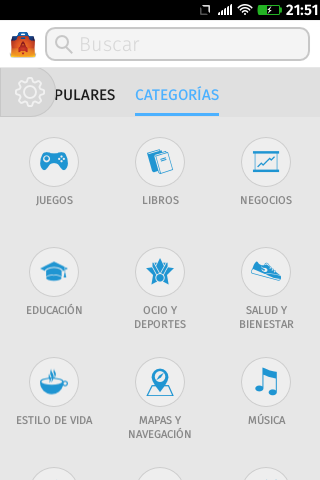 21:51
Buscar
PULARES CATEGORÍAS
JUEGOS LIBROS NEGOCIOS
EDUCACIÓN OCIO Y DEPORTES SALUD Y BIENESTAR
ESTILO DE VIDA MAPAS Y NAVEGACIÓN MÚSICA